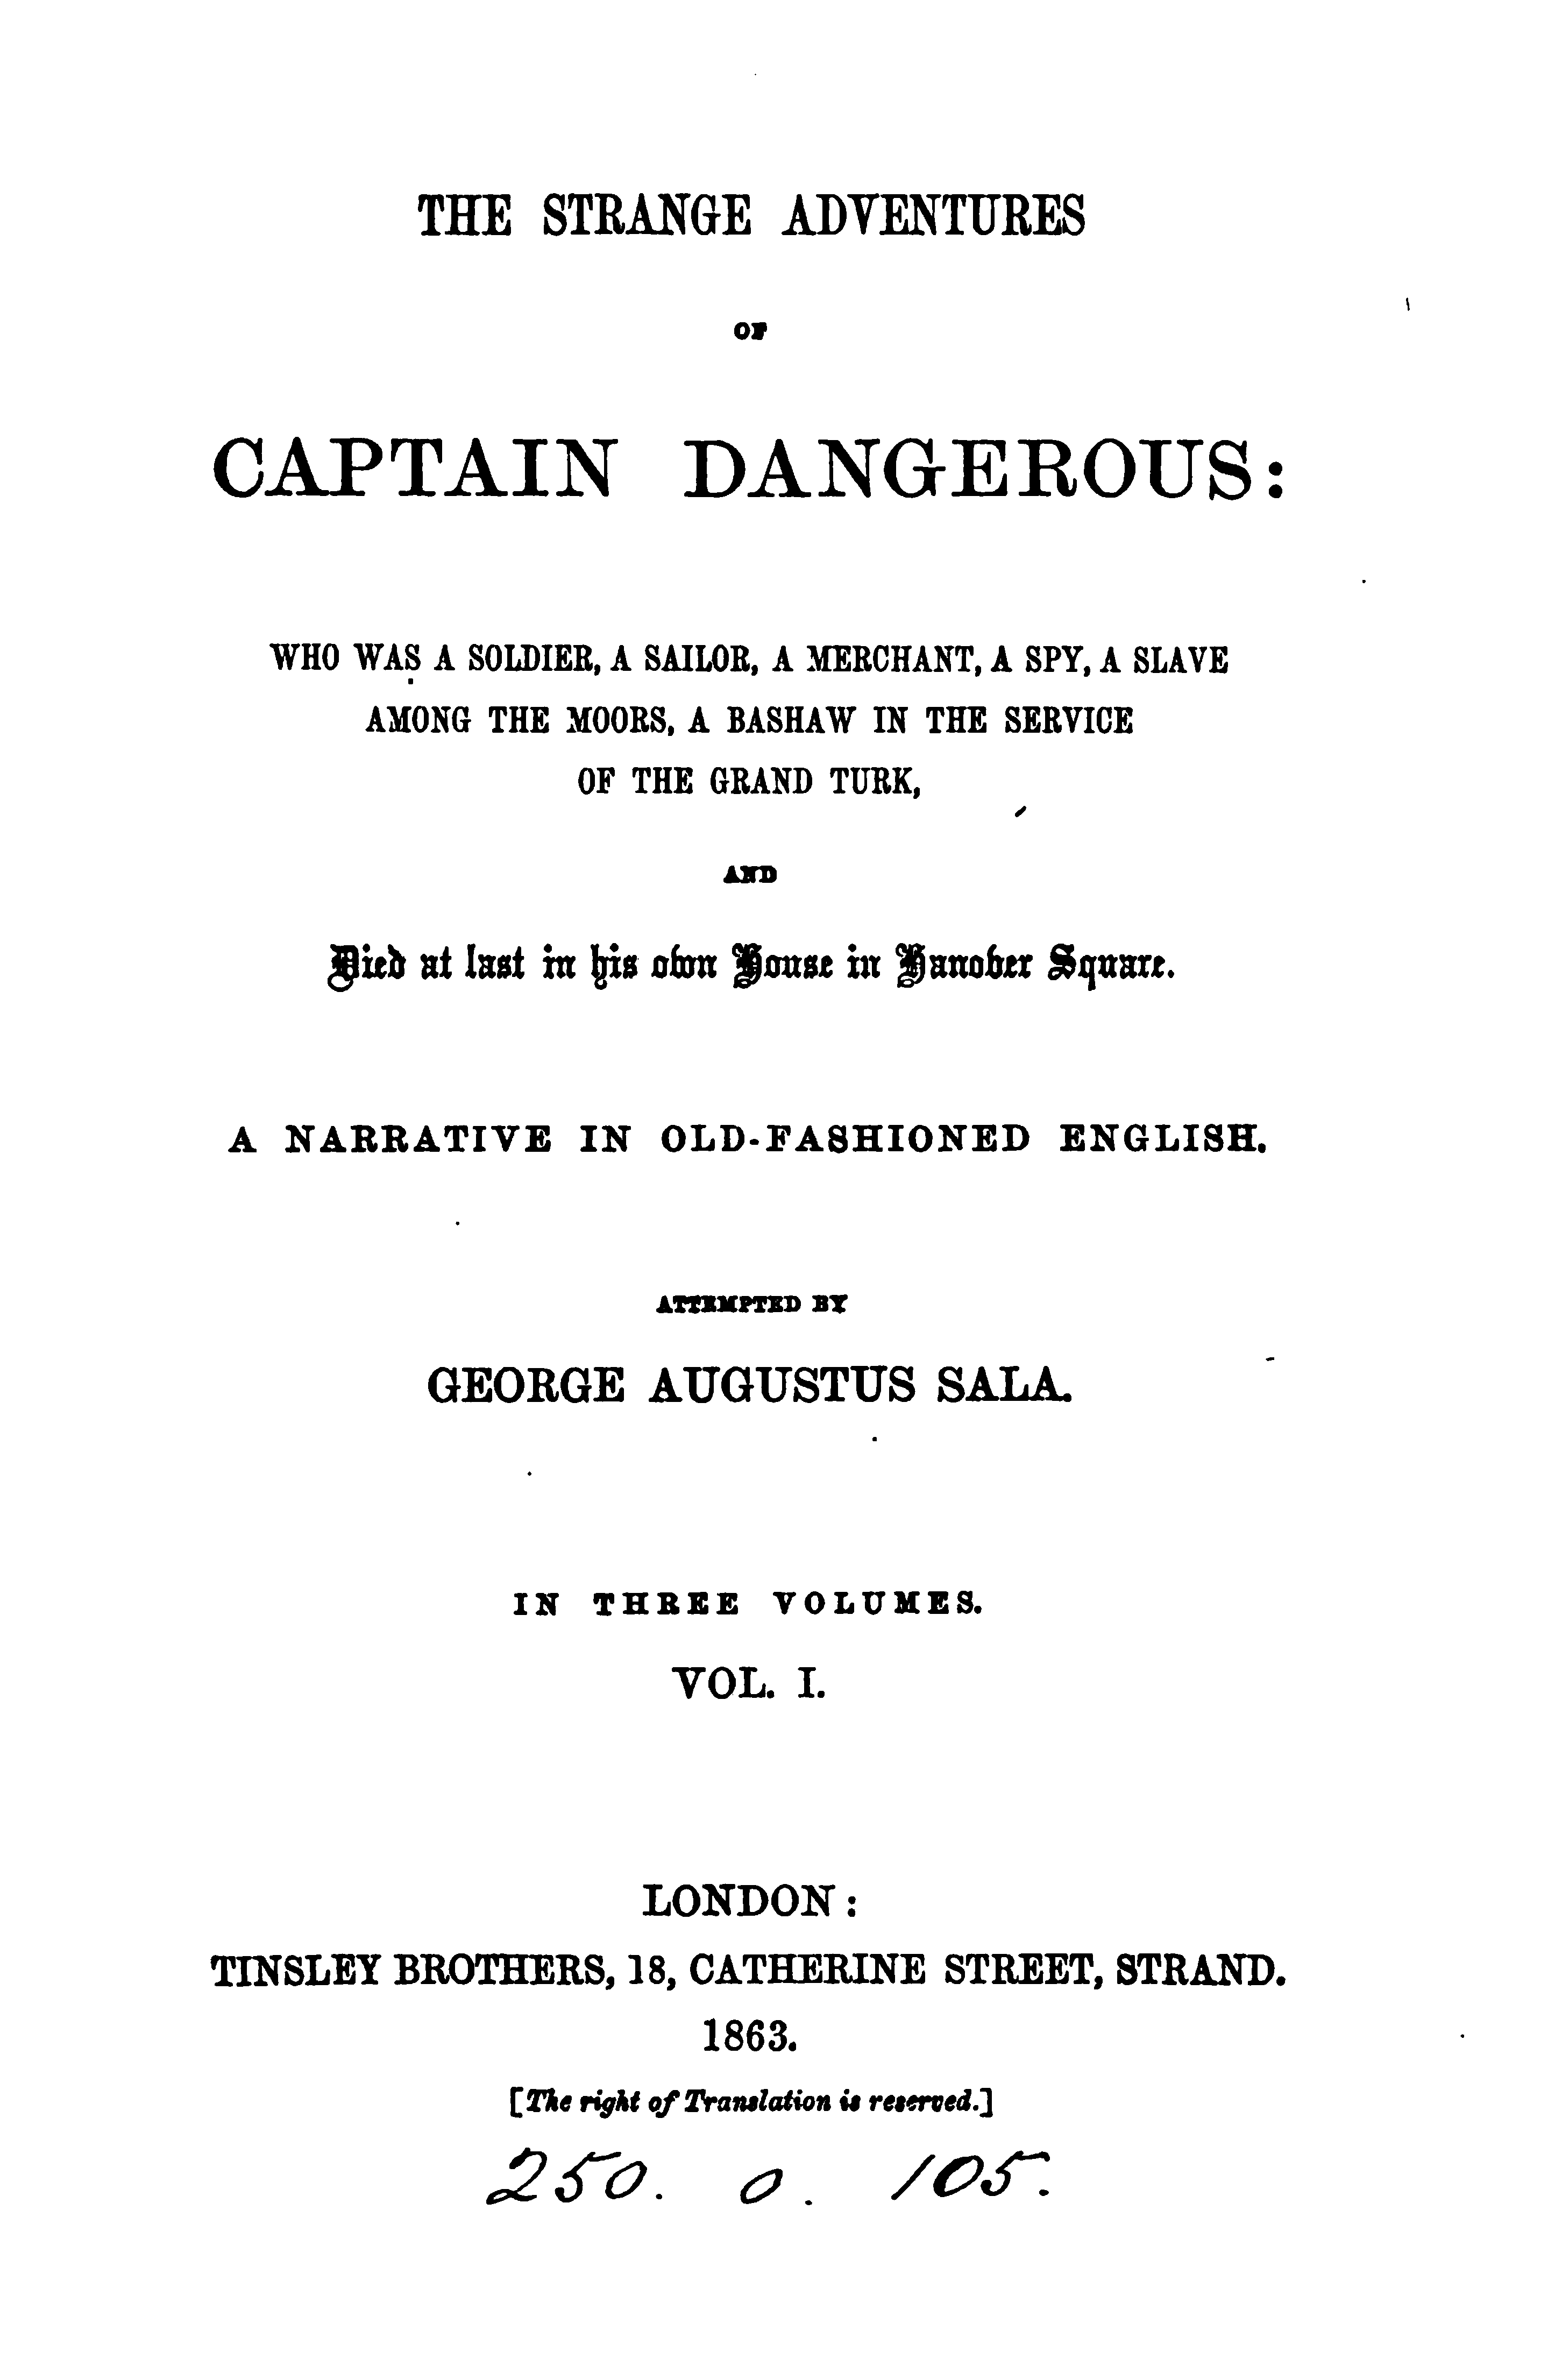 THE STRANGE ADVENTURES
OF
CAPTAIN DANGEROUS:
WHO WAS A SOLDIER, A SAILOR, A MERCHANT, A SPY, A SLAVE
AMONG THE MOORS, A BASHAW IN THE SERVICE
OF THE GRAND TURK,
AND
Died at last in his own House in Hanover Square.
A NARRATIVE IN OLD-FASHIONED ENGLISH.
ATTEMPTED BY
GEORGE AUGUSTUS SALA.
IN THREE VOLUMES.
VOL. I.
LONDON:
TINSLEY BROTHERS, 18, CATHERINE STREET, STRAND.
1863.
[The right of Translation is reserved.]
250. o. 105.